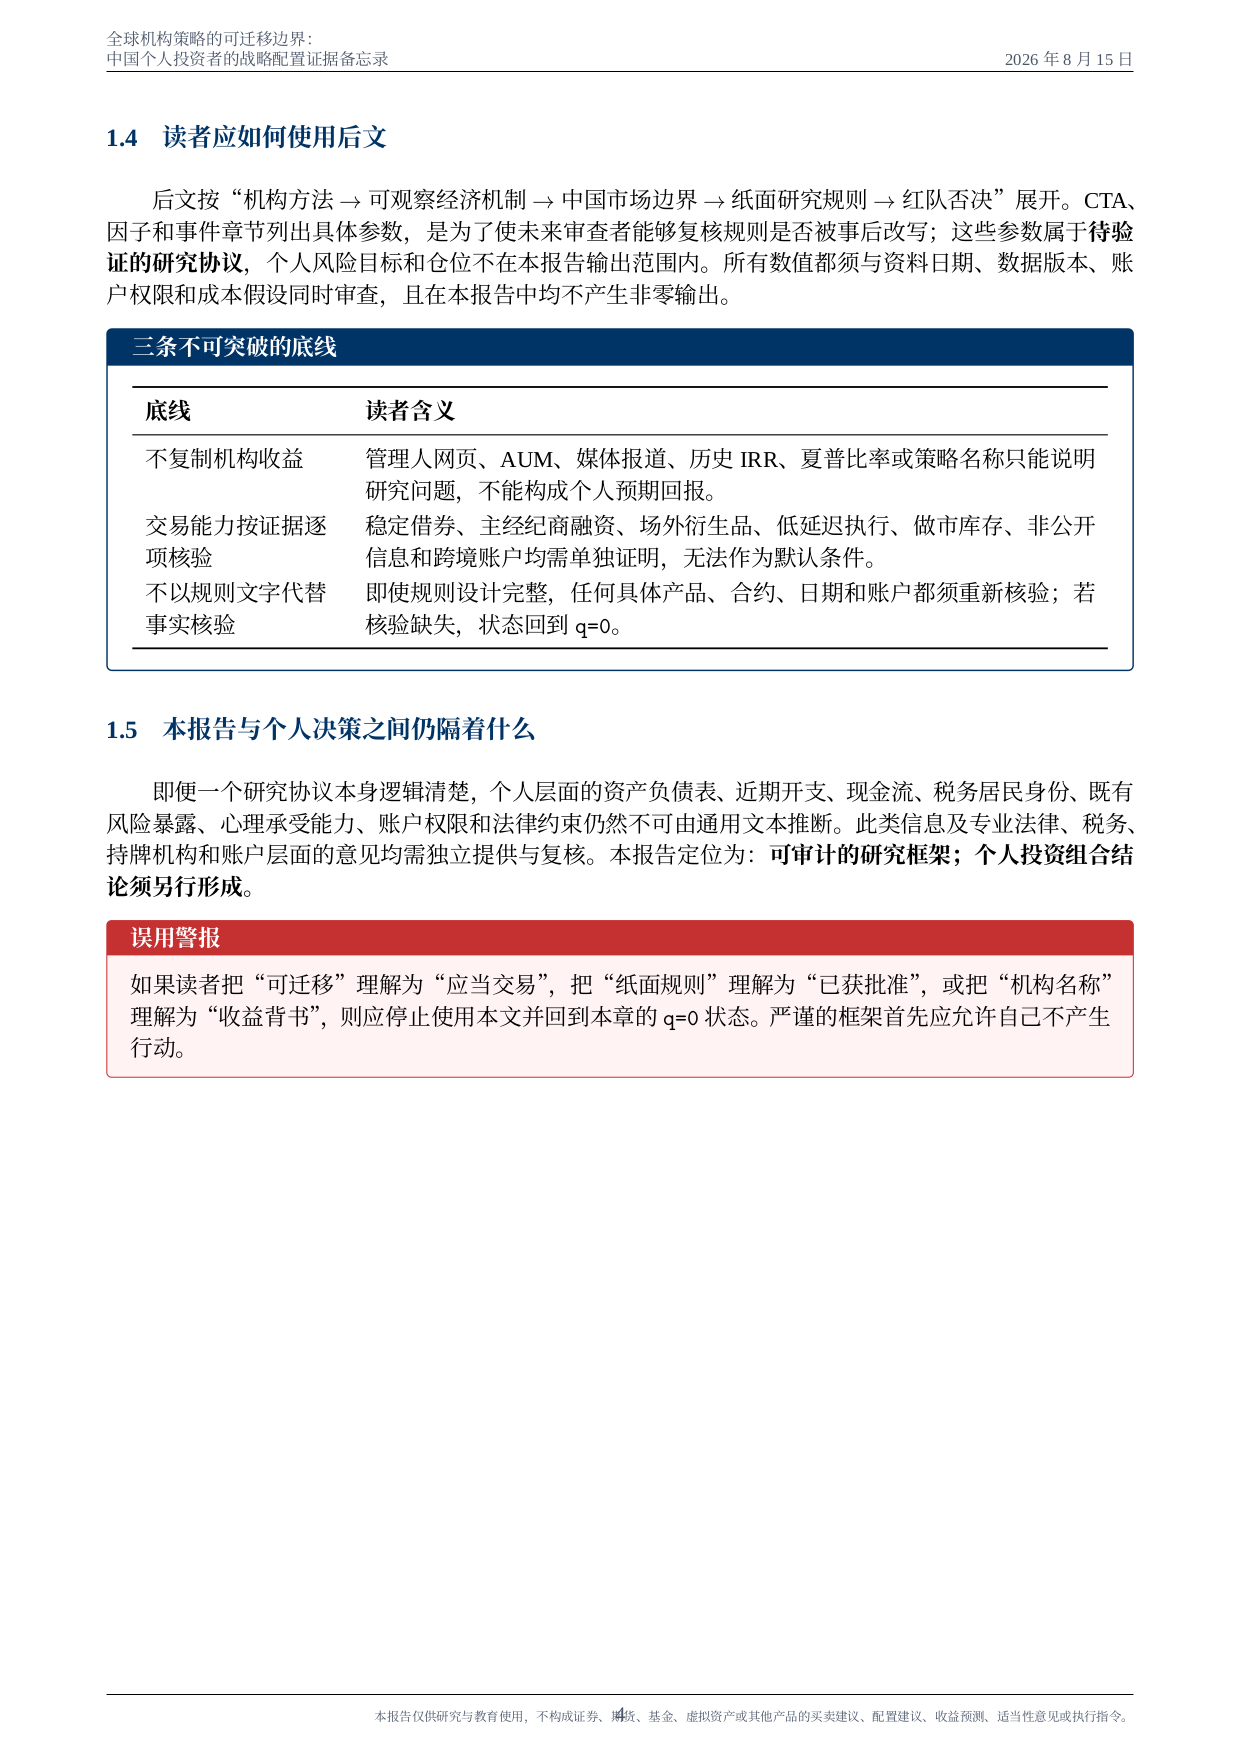 全球机构策略的可迁移边界：
中国个人投资者的战略配置证据备忘录
2026 年 8 月 15 日
1.4 读者应如何使用后文
后文按“机构方法 → 可观察经济机制 → 中国市场边界 → 纸面研究规则 → 红队否决”展开。CTA、
因子和事件章节列出具体参数，是为了使未来审查者能够复核规则是否被事后改写；这些参数属于待验
证的研究协议，个人风险目标和仓位不在本报告输出范围内。所有数值都须与资料日期、数据版本、账
户权限和成本假设同时审查，且在本报告中均不产生非零输出。
三条不可突破的底线
底线 读者含义
不复制机构收益 管理人网页、AUM、媒体报道、历史 IRR、夏普比率或策略名称只能说明
研究问题，不能构成个人预期回报。
交易能力按证据逐 稳定借券、主经纪商融资、场外衍生品、低延迟执行、做市库存、非公开
项核验 信息和跨境账户均需单独证明，无法作为默认条件。
不以规则文字代替 即使规则设计完整，任何具体产品、合约、日期和账户都须重新核验；若
事实核验 核验缺失，状态回到 q=0。
1.5 本报告与个人决策之间仍隔着什么
即便一个研究协议本身逻辑清楚，个人层面的资产负债表、近期开支、现金流、税务居民身份、既有
风险暴露、心理承受能力、账户权限和法律约束仍然不可由通用文本推断。此类信息及专业法律、税务、
持牌机构和账户层面的意见均需独立提供与复核。本报告定位为：可审计的研究框架；个人投资组合结
论须另行形成。
误用警报
如果读者把“可迁移”理解为“应当交易”，把“纸面规则”理解为“已获批准”，或把“机构名称”
理解为“收益背书”，则应停止使用本文并回到本章的 q=0 状态。严谨的框架首先应允许自己不产生
行动。
4
本报告仅供研究与教育使用，不构成证券、期货、基金、虚拟资产或其他产品的买卖建议、配置建议、收益预测、适当性意见或执行指令。